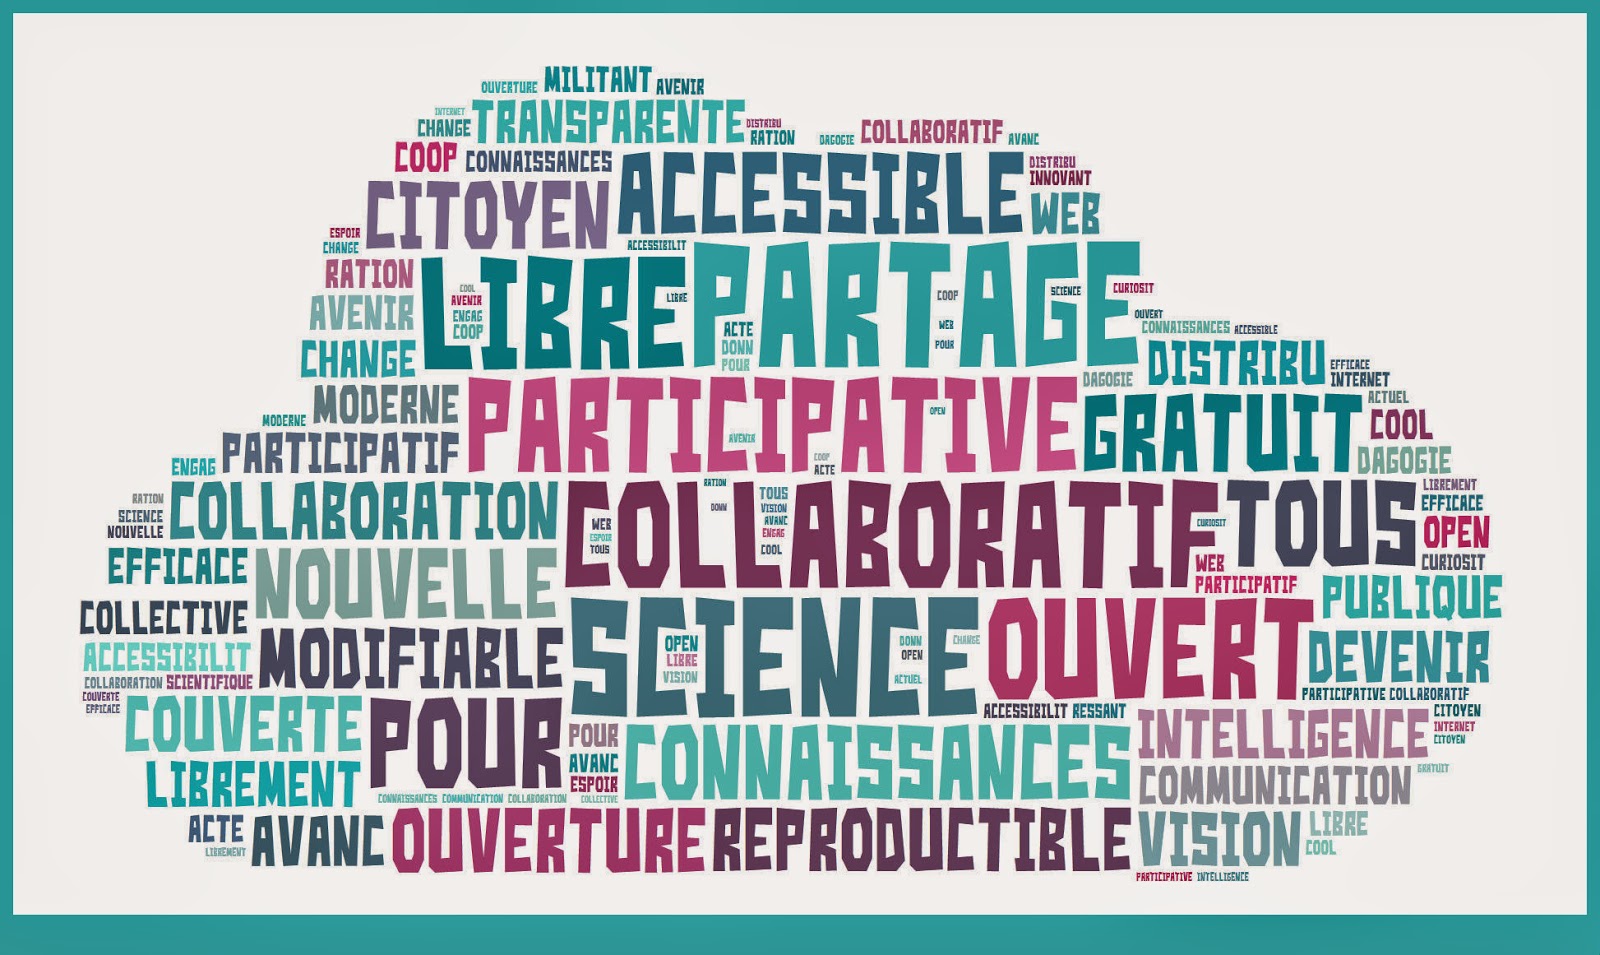 OUVERTURE MILITANT AVENIR
INTERNET
CHANGE TRANSPARENTE DISTRIBU
RATION DAGOGIE COLLABORATIF AVANC
COOP CONNAISSANCES ACCESSIBLE DISTRIBU
INNOVANT
CITOYEN WEB
ESPOIR
CHANGE ACCESSIBILIT
RATION LIBRE PARTAGE CURIOSIT
COOL
AVENIR
ENGAG
COOP
LIBRE
ACTE
DONN
POUR
COOP
WEB
POUR
SCIENCE
AVENIR
OUVERT
CONNAISSANCES ACCESSIBLE
CHANGE DISTRIBU EFFICACE
INTERNET
DAGOGIE
ACTUEL
MODERNE PARTICIPATIVE GRATUIT COOL
MODERNE
OPEN
AVENIR
COOP
ACTE
PARTICIPATIF DAGOGIE
ENGAG
RATION
SCIENCE
NOUVELLE
COLLABORATION COLLABORATIF TOUS LIBREMENT
EFFICACE
OPEN
CURIOSIT
WEB
ESPOIR
TOUS
RATION
DONN
TOUS
VISION
AVANC
ENGAG
COOL
CURIOSIT
WEB
PARTICIPATIF
EFFICACE NOUVELLE PUBLIQUE
COLLECTIVE SCIENCE OUVERT DEVENIR
OPEN
LIBRE
VISION
DONN
OPEN
ACTUEL
CHANGE
ACCESSIBILIT MODIFIABLE
COLLABORATION SCIENTIFIQUE
COUVERTE
EFFICACE
PARTICIPATIVE COLLABORATIF
ACCESSIBILIT RESSANT
CITOYEN
INTERNET
CITOYEN
COUVERTE POUR POUR CONNAISSANCES INTELLIGENCE
AVANC
ESPOIR
LIBREMENT COMMUNICATION GRATUIT
CONNAISSANCES COMMUNICATION COLLABORATION COLLECTIVE
ACTE AVANC OUVERTURE REPRODUCTIBLE VISION LIBRE
COOL
LIBREMENT
PARTICIPATIVE INTELLIGENCE